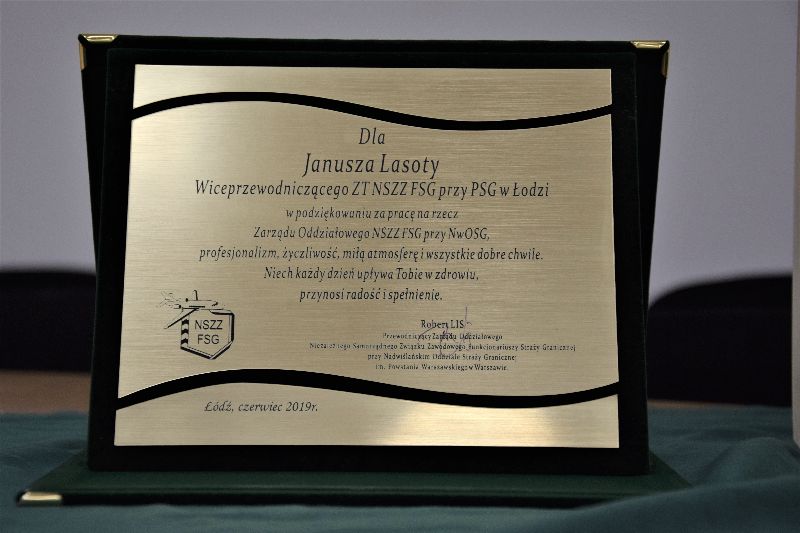 Dla
Janusza Lasoty
Wiceprzewodniczącego ZT NSZZ FSG przy PSG w Łodzi
w podziękowaniu za pracę na rzecz
Zarządu Oddziałowego NSZZ FSG przy NwOSG,
profesjonalizm, życzliwość, miłą atmosferę i wszystkie dobre chwile.
Niech każdy dzień upływa Tobie w zdrowiu,
przynosi radość i spełnienie.
NSZZ
FSG
Robert LIS
Przewodniczący Zarządu Oddziałowego
Niezależnego Samorządnego Związku Zawodowego Funkcjonariuszy Straży Granicznej
przy Nadwiślańskim Oddziale Straży Granicznej
im. Powstania Warszawskiego w Warszawie.
Łódź, czerwiec 2019r.